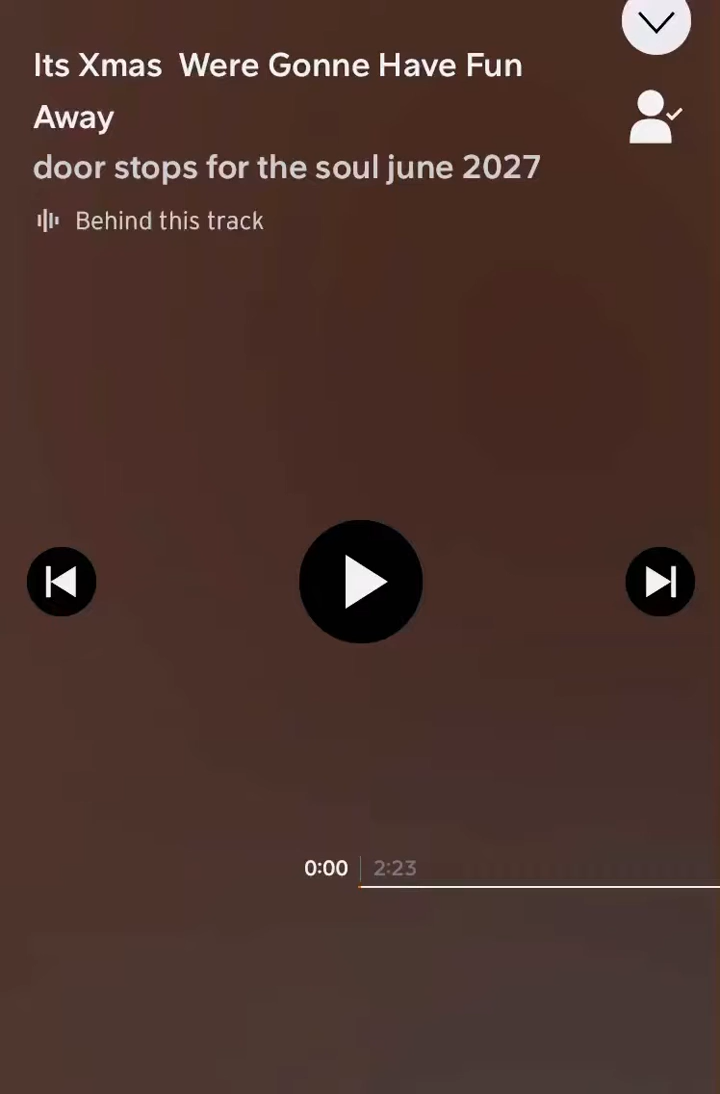 Its Xmas  Were Gonne Have Fun
Away
door stops for the soul june 2027
Behind this track
0:00
2:23